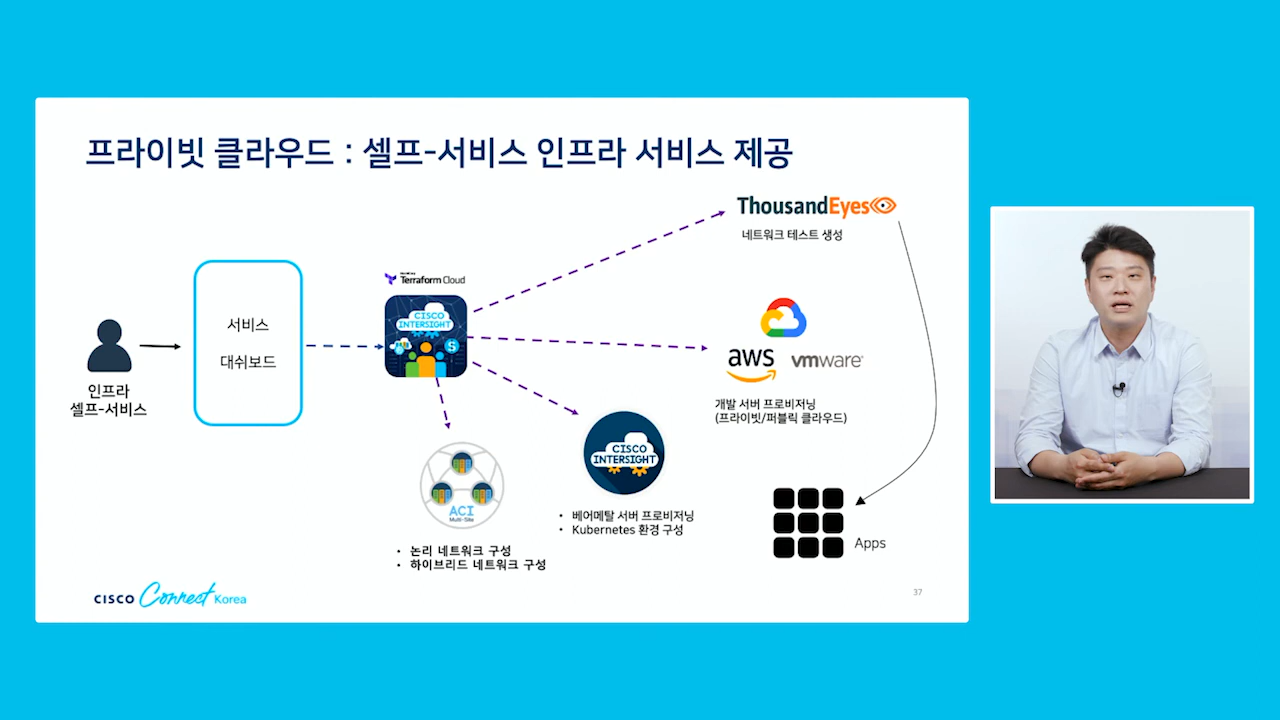 프라이빗 클라우드 : 셀프-서비스 인프라 서비스 제공
ThousandEyes
네트워크 테스트 생성
Terraform Cloud
CISCO
INTERSIGHT
서비스
대쉬보드
인프라
셀프-서비스
aws
vmware
개발 서버 프로비저닝
(프라이빗/퍼블릭 클라우드)
CISCO
INTERSIGHT
• 베어메탈 서버 프로비저닝
• Kubernetes 환경 구성
ACI
Multi-Site
• 논리 네트워크 구성
• 하이브리드 네트워크 구성
Apps
CISCO Connect Korea
37